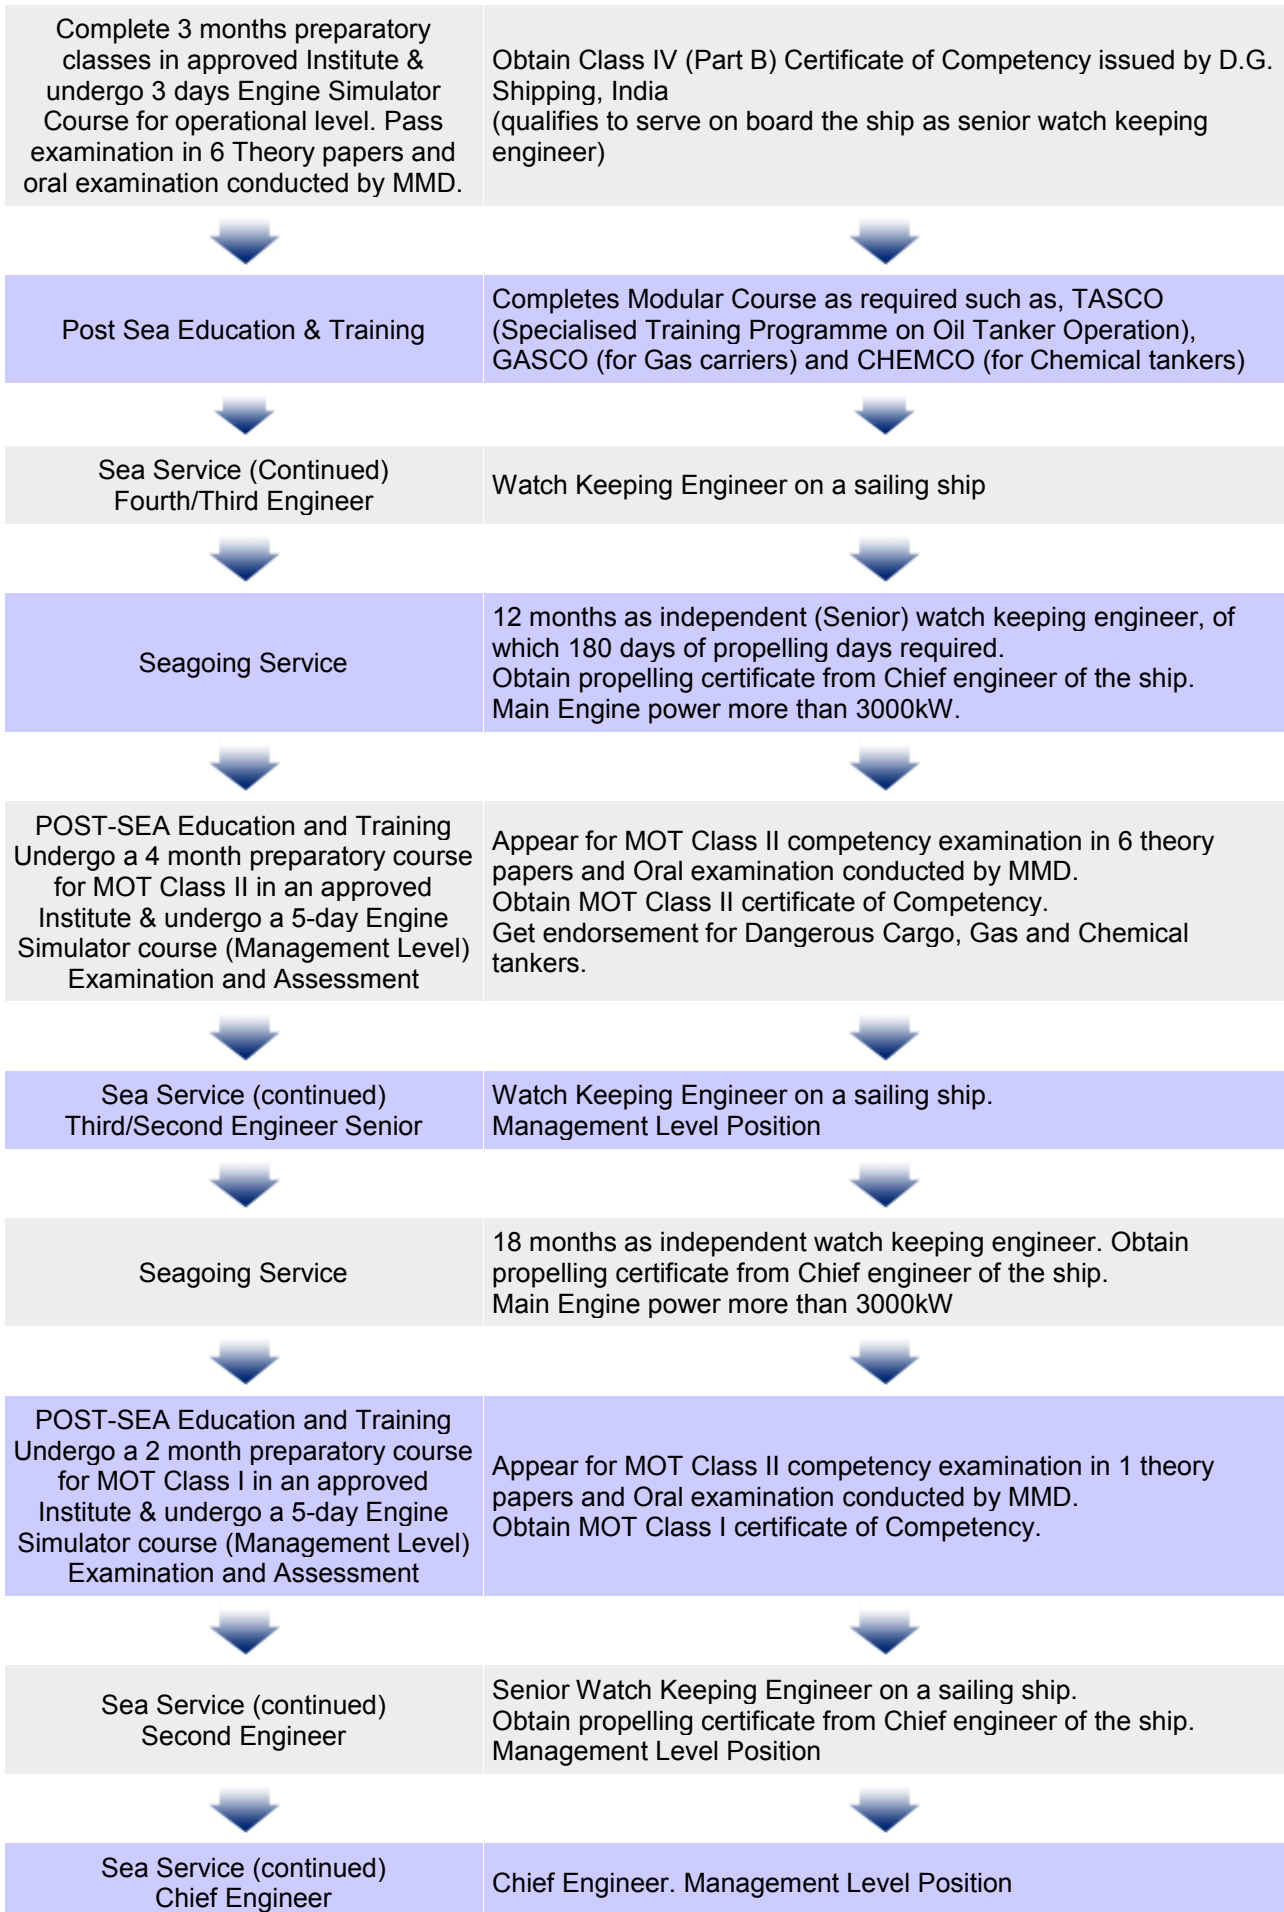 Complete 3 months preparatory
classes in approved Institute &
undergo 3 days Engine Simulator
Course for operational level. Pass
examination in 6 Theory papers and
oral examination conducted by MMD.
Obtain Class IV (Part B) Certificate of Competency issued by D.G.
Shipping, India
(qualifies to serve on board the ship as senior watch keeping
engineer)
Post Sea Education & Training
Completes Modular Course as required such as, TASCO
(Specialised Training Programme on Oil Tanker Operation),
GASCO (for Gas carriers) and CHEMCO (for Chemical tankers)
Sea Service (Continued)
Fourth/Third Engineer
Watch Keeping Engineer on a sailing ship
Seagoing Service
12 months as independent (Senior) watch keeping engineer, of
which 180 days of propelling days required.
Obtain propelling certificate from Chief engineer of the ship.
Main Engine power more than 3000kW.
POST-SEA Education and Training
Undergo a 4 month preparatory course
for MOT Class II in an approved
Institute & undergo a 5-day Engine
Simulator course (Management Level)
Examination and Assessment
Appear for MOT Class II competency examination in 6 theory
papers and Oral examination conducted by MMD.
Obtain MOT Class II certificate of Competency.
Get endorsement for Dangerous Cargo, Gas and Chemical
tankers.
Sea Service (continued)
Third/Second Engineer Senior
Watch Keeping Engineer on a sailing ship.
Management Level Position
Seagoing Service
18 months as independent watch keeping engineer. Obtain
propelling certificate from Chief engineer of the ship.
Main Engine power more than 3000kW
POST-SEA Education and Training
Undergo a 2 month preparatory course
for MOT Class I in an approved
Institute & undergo a 5-day Engine
Simulator course (Management Level)
Examination and Assessment
Appear for MOT Class II competency examination in 1 theory
papers and Oral examination conducted by MMD.
Obtain MOT Class I certificate of Competency.
Sea Service (continued)
Second Engineer
Senior Watch Keeping Engineer on a sailing ship.
Obtain propelling certificate from Chief engineer of the ship.
Management Level Position
Sea Service (continued)
Chief Engineer
Chief Engineer. Management Level Position